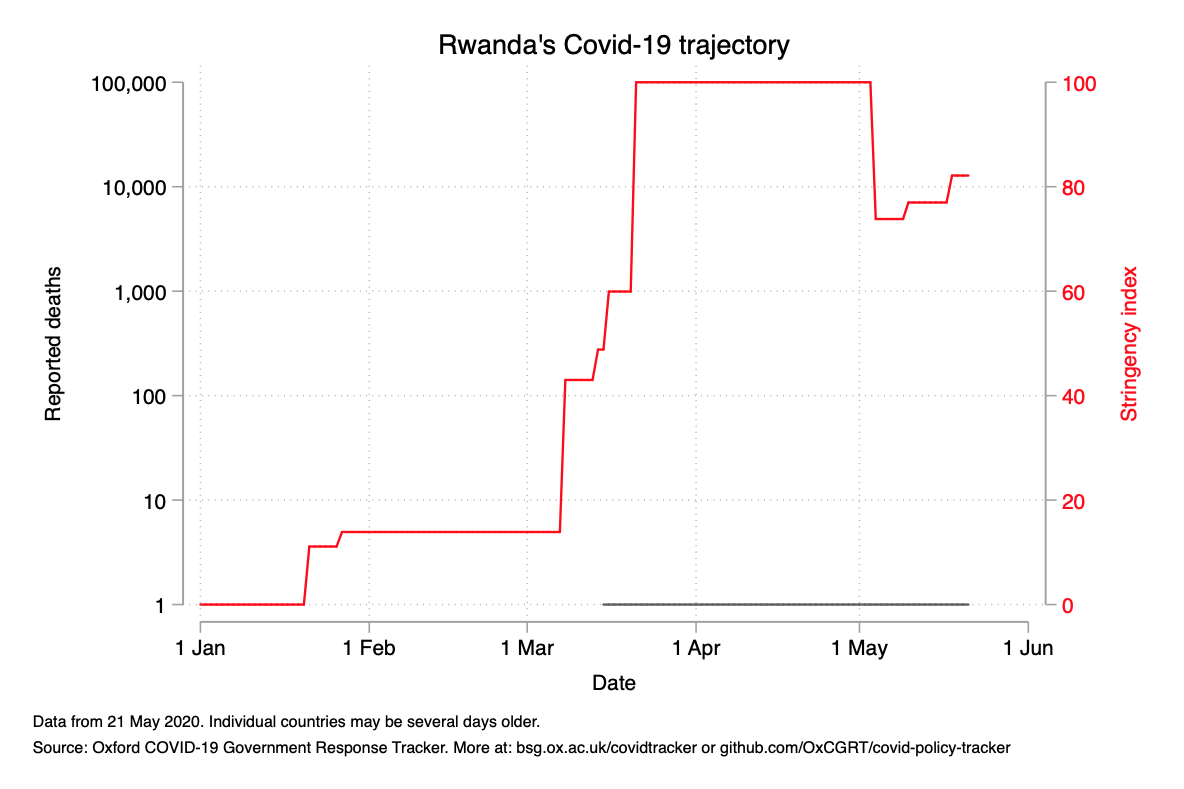 Rwanda's Covid-19 trajectory
100,000
10,000
1,000
100
10
1
Reported deaths
100
80
60
40
20
0
Stringency index
1 Jan
1 Feb
1 Mar
1 Apr
1 May
1 Jun
Date
Data from 21 May 2020. Individual countries may be several days older.
Source: Oxford COVID-19 Government Response Tracker. More at: bsg.ox.ac.uk/covidtracker or github.com/OxCGRT/covid-policy-tracker